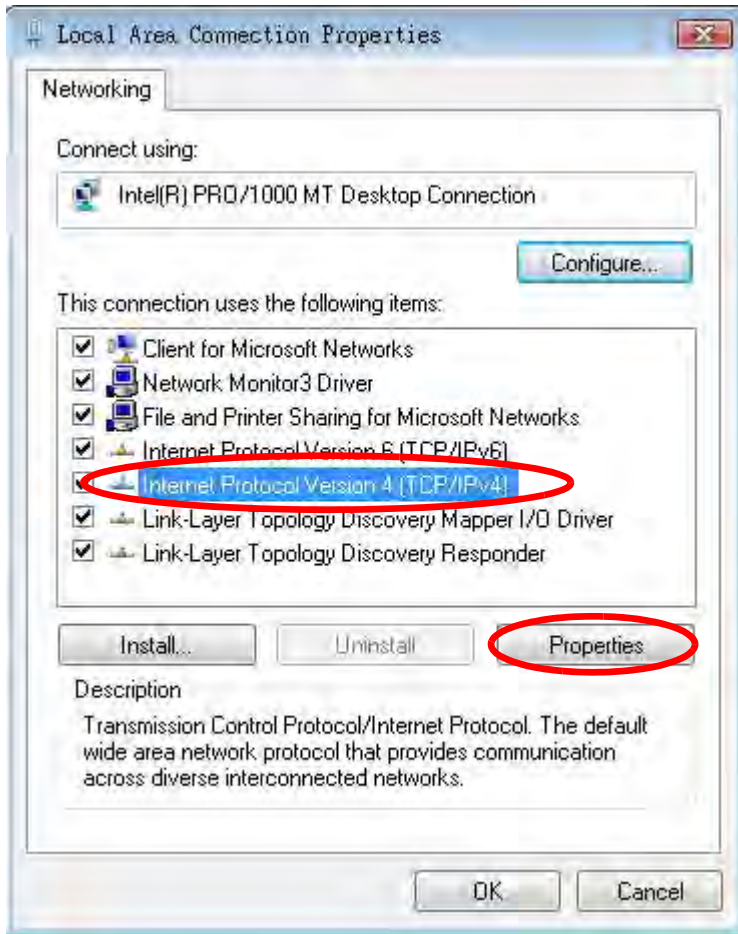 Local Area Connection Properties
Networking
Connect using:
Intel(R) PRO/1000 MT Desktop Connection
Configure...
This connection uses the following items:
Client for Microsoft Networks
Network Monitor3 Driver
File and Printer Sharing for Microsoft Networks
Internet Protocol Version 6 (TCP/IPv6)
Internet Protocol Version 4 (TCP/IPv4)
Link-Layer Topology Discovery Mapper I/O Driver
Link-Layer Topology Discovery Responder
Install... Uninstall Properties
Description
Transmission Control Protocol/Internet Protocol. The default
wide area network protocol that provides communication
across diverse interconnected networks.
OK Cancel